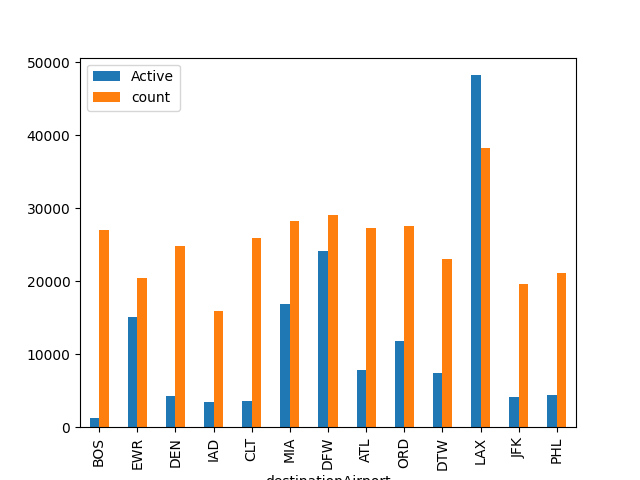 Active
count
50000
40000
30000
20000
10000
0
BOS
EWR
DEN
IAD
CLT
MIA
DFW
ATL
ORD
DTW
LAX
JFK
PHL
destinationAirport